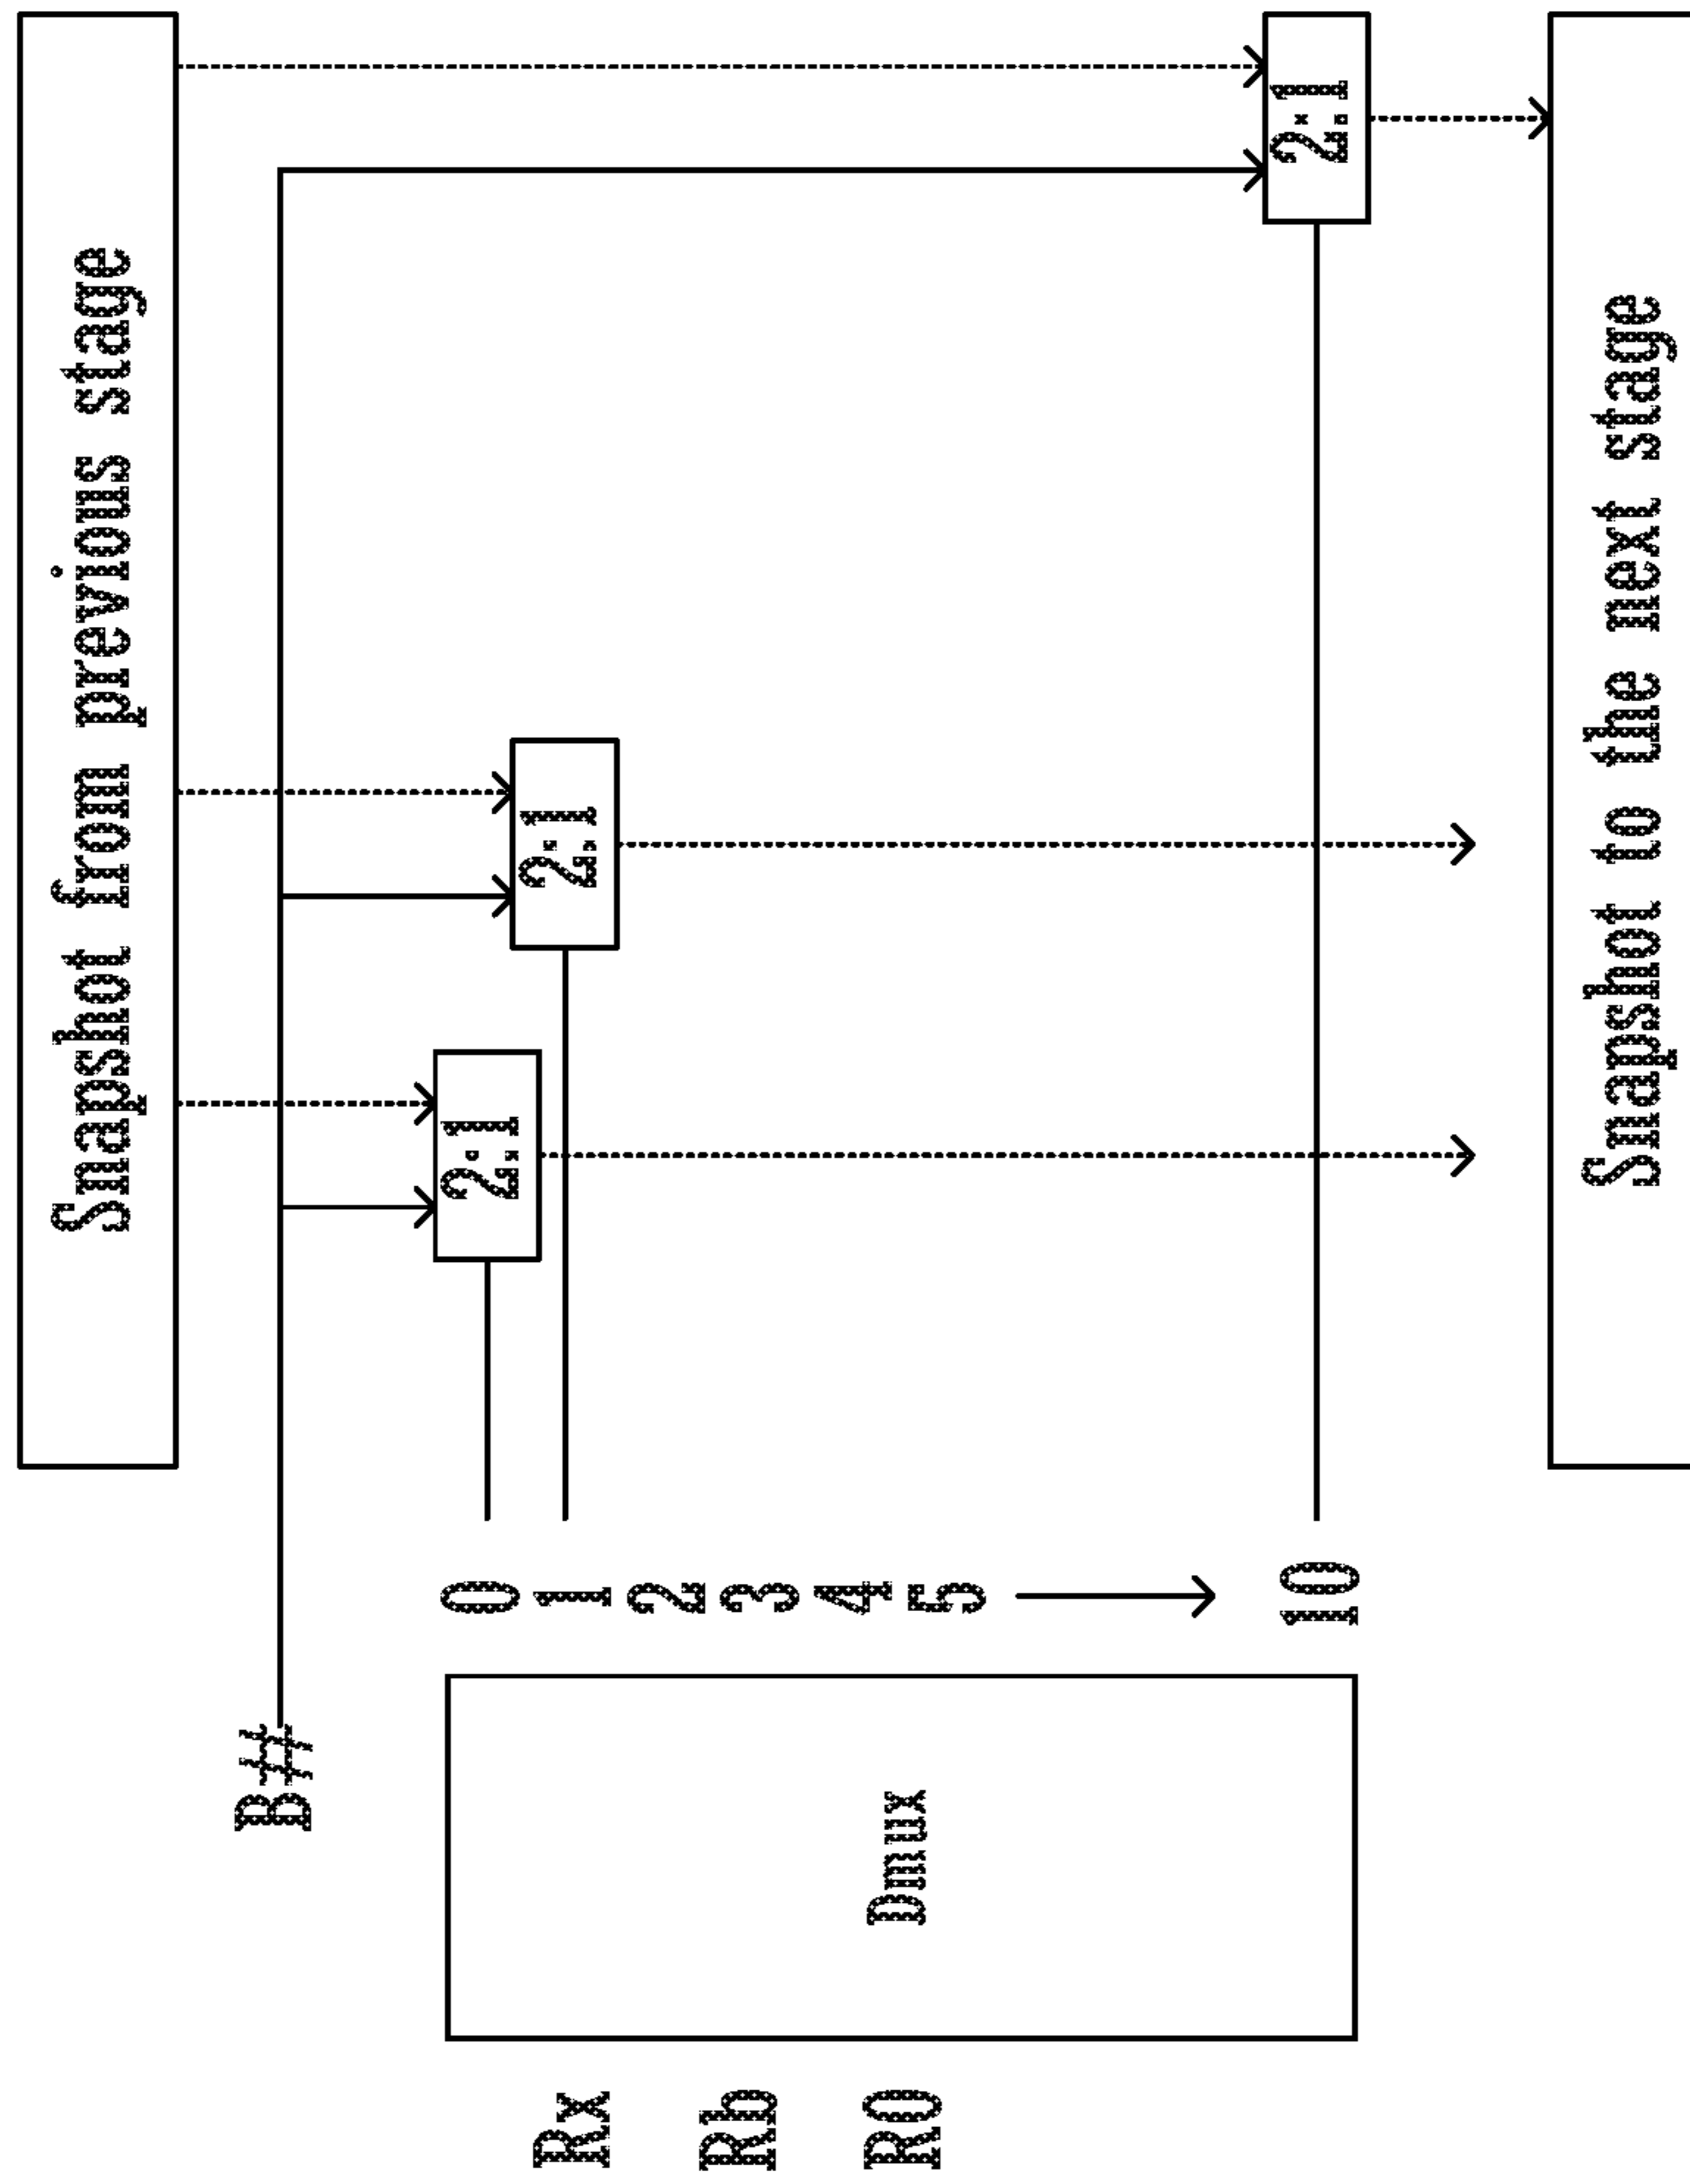 Snapshot from previous stage
B#
Rx
Rb
R0
Dmux
0
1
2
3
4
5
10
2:1
2:1
2:1
Snapshot to the next stage